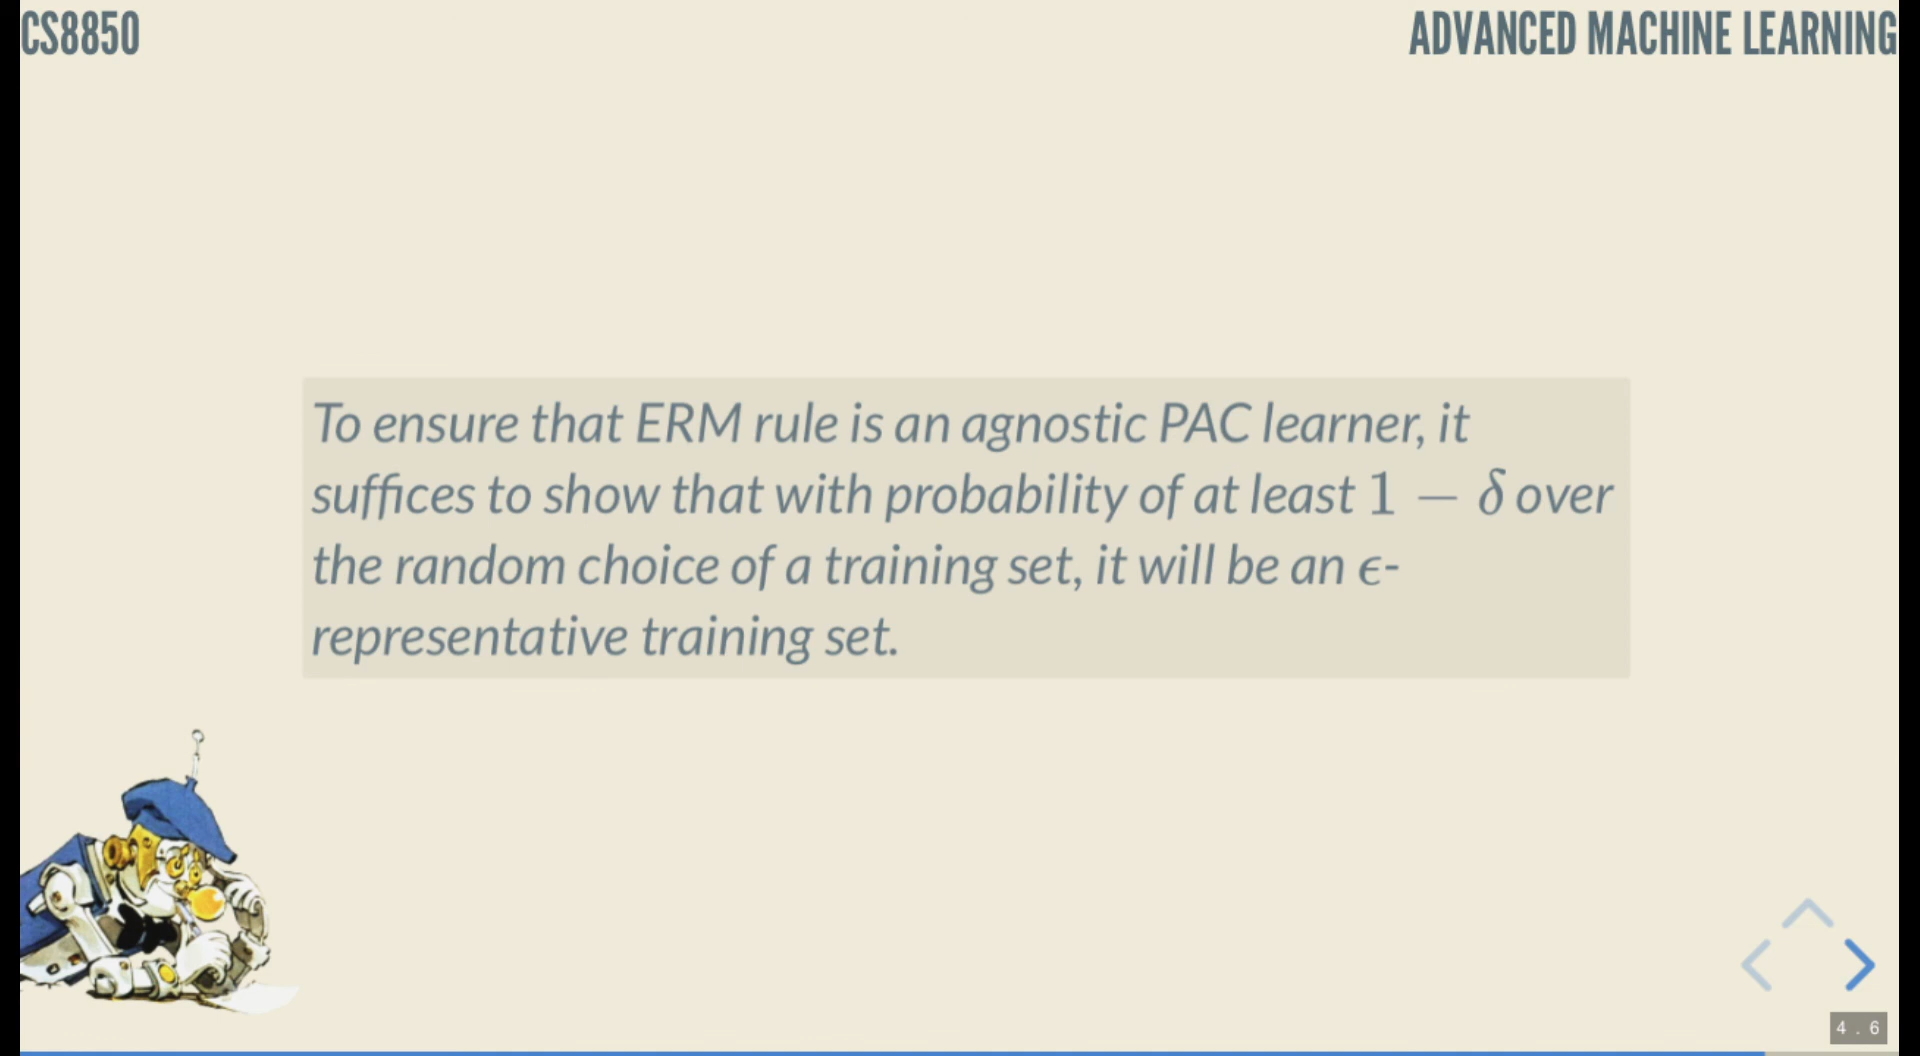 CS8850
ADVANCED MACHINE LEARNING
To ensure that ERM rule is an agnostic PAC learner, it
suffices to show that with probability of at least 1 − δ over
the random choice of a training set, it will be an ϵ-
representative training set.
4 . 6